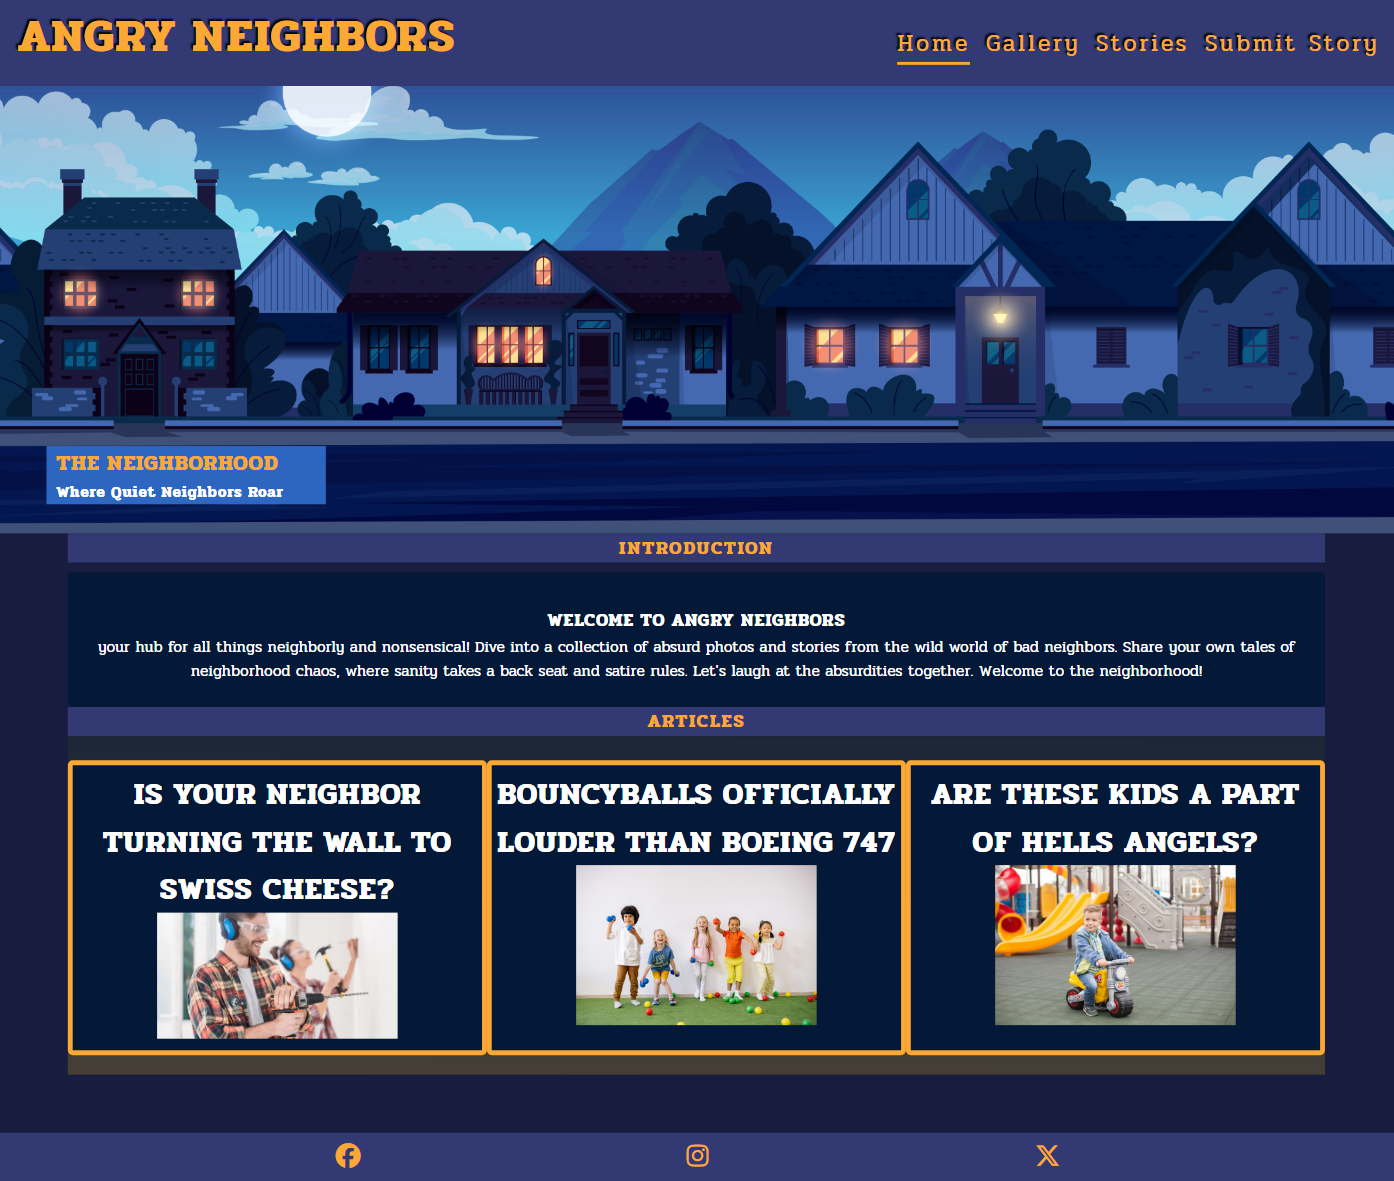 ANGRY NEIGHBORS
Home Gallery Stories Submit Story
THE NEIGHBORHOOD
Where Quiet Neighbors Roar
INTRODUCTION
WELCOME TO ANGRY NEIGHBORS
your hub for all things neighborly and nonsensical! Dive into a collection of absurd photos and stories from the wild world of bad neighbors. Share your own tales of
neighborhood chaos, where sanity takes a back seat and satire rules. Let's laugh at the absurdities together. Welcome to the neighborhood!
ARTICLES
IS YOUR NEIGHBOR
TURNING THE WALL TO
SWISS CHEESE?
BOUNCYBALLS OFFICIALLY
LOUDER THAN BOEING 747
ARE THESE KIDS A PART
OF HELLS ANGELS?